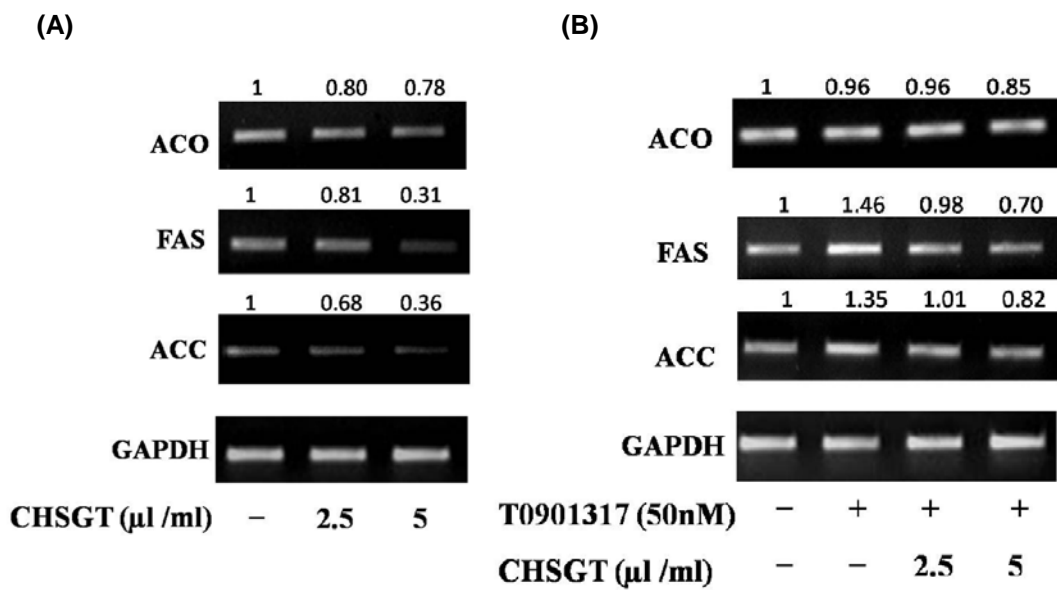 (A)
1 0.80 0.78
ACO
1 0.81 0.31
FAS
1 0.68 0.36
ACC
GAPDH
CHSGT (µl /ml) – 2.5 5
(B)
1 0.96 0.96 0.85
ACO
1 1.46 0.98 0.70
FAS
1 1.35 1.01 0.82
ACC
GAPDH
T0901317 (50nM) – + + +
CHSGT (µl /ml) – – 2.5 5